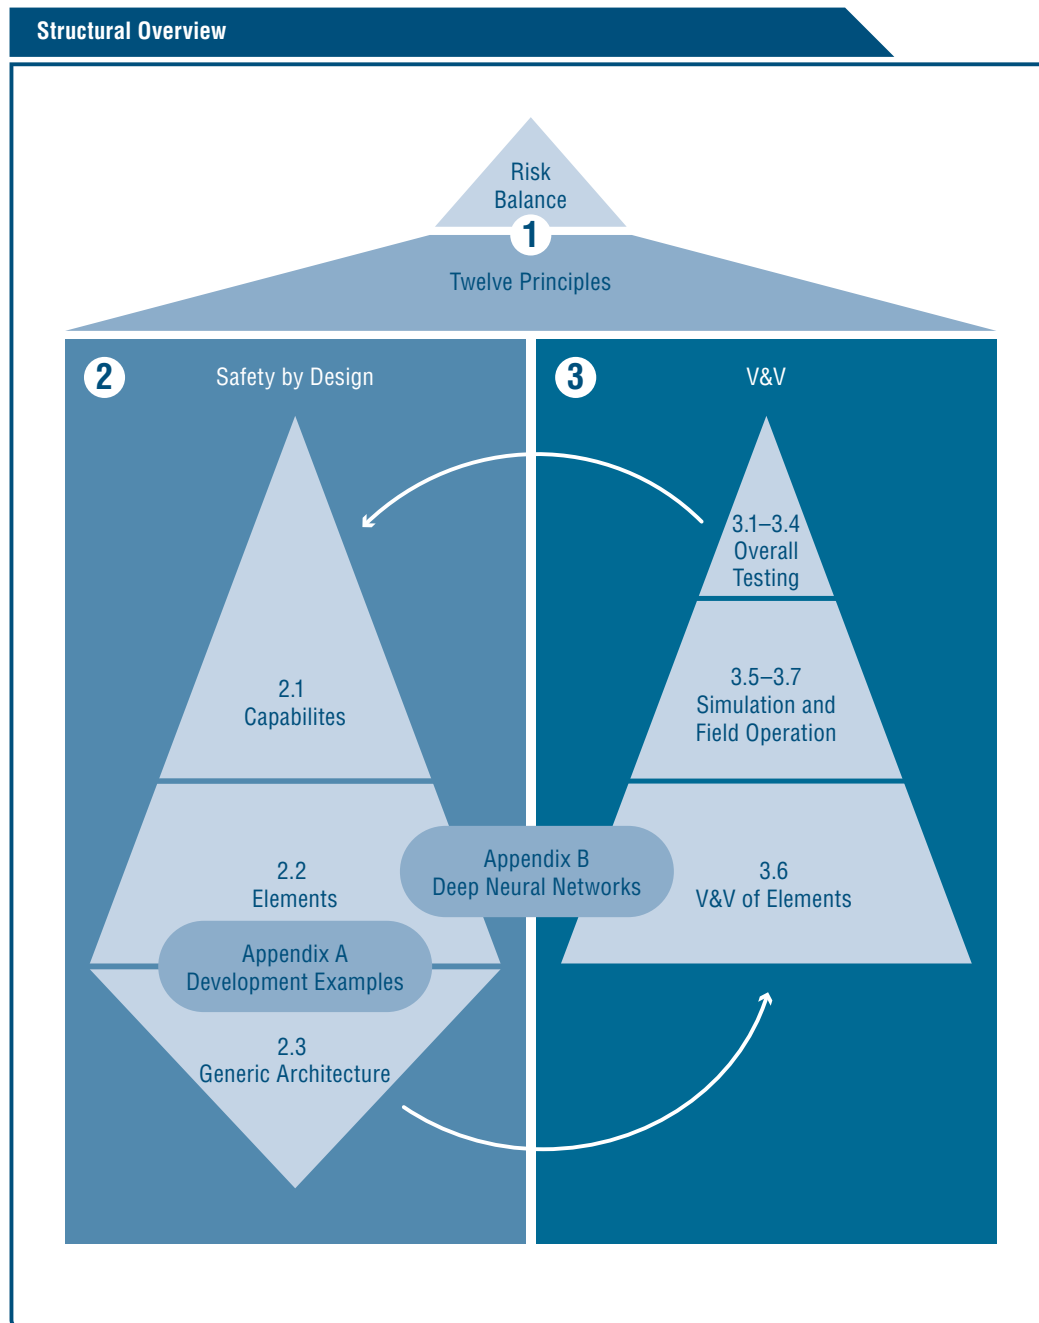 Structural Overview
Risk
Balance
1
Twelve Principles
2
Safety by Design
2.1
Capabilites
2.2
Elements
Appendix A
Development Examples
2.3
Generic Architecture
Appendix B
Deep Neural Networks
3
V&V
3.1–3.4
Overall
Testing
3.5–3.7
Simulation and
Field Operation
3.6
V&V of Elements